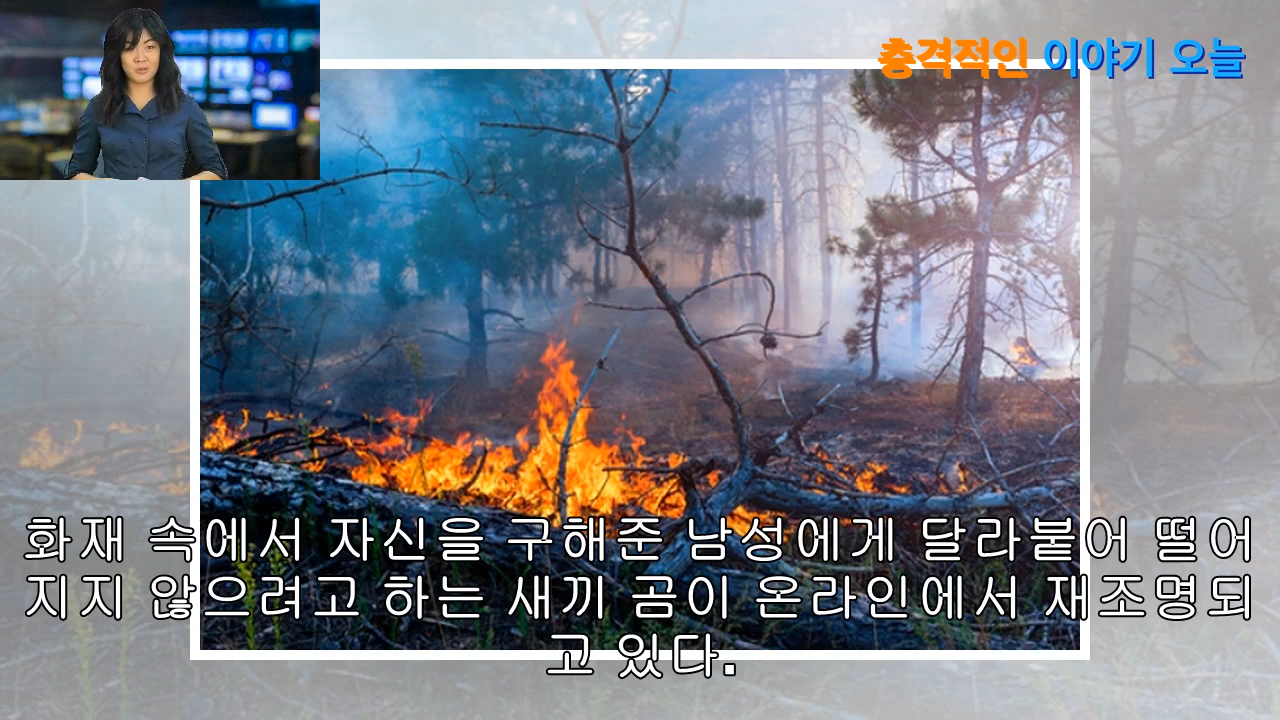 충격적인 이야기 오늘
화재 속에서 자신을 구해준 남성에게 달라붙어 떨어
지지 않으려고 하는 새끼 곰이 온라인에서 재조명되
고 있다.